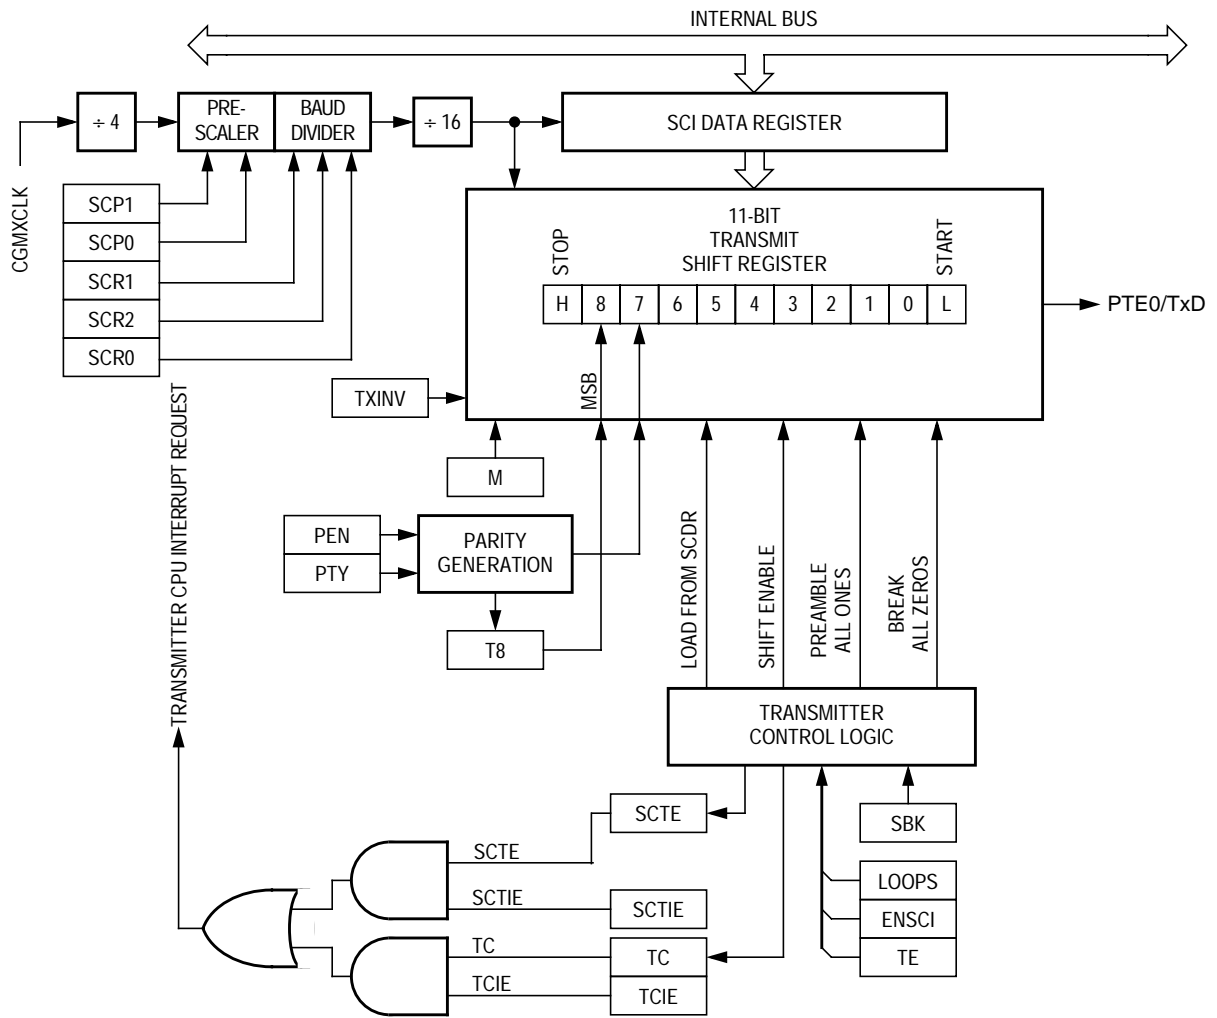 INTERNAL BUS
÷ 4
PRE-
SCALER
BAUD
DIVIDER
÷ 16
SCI DATA REGISTER
CGMXCLK
SCP1
SCP0
SCR1
SCR2
SCR0
11-BIT
TRANSMIT
SHIFT REGISTER
STOP
START
H 8 7 6 5 4 3 2 1 0 L
PTE0/TxD
MSB
TXINV
M
PEN
PTY
PARITY
GENERATION
T8
LOAD FROM SCDR
SHIFT ENABLE
PREAMBLE
ALL ONES
BREAK
ALL ZEROS
TRANSMITTER CPU INTERRUPT REQUEST
TRANSMITTER
CONTROL LOGIC
SCTE
SBK
SCTE
LOOPS
SCTIE
SCTIE
ENSCI
TC
TC
TE
TCIE
TCIE